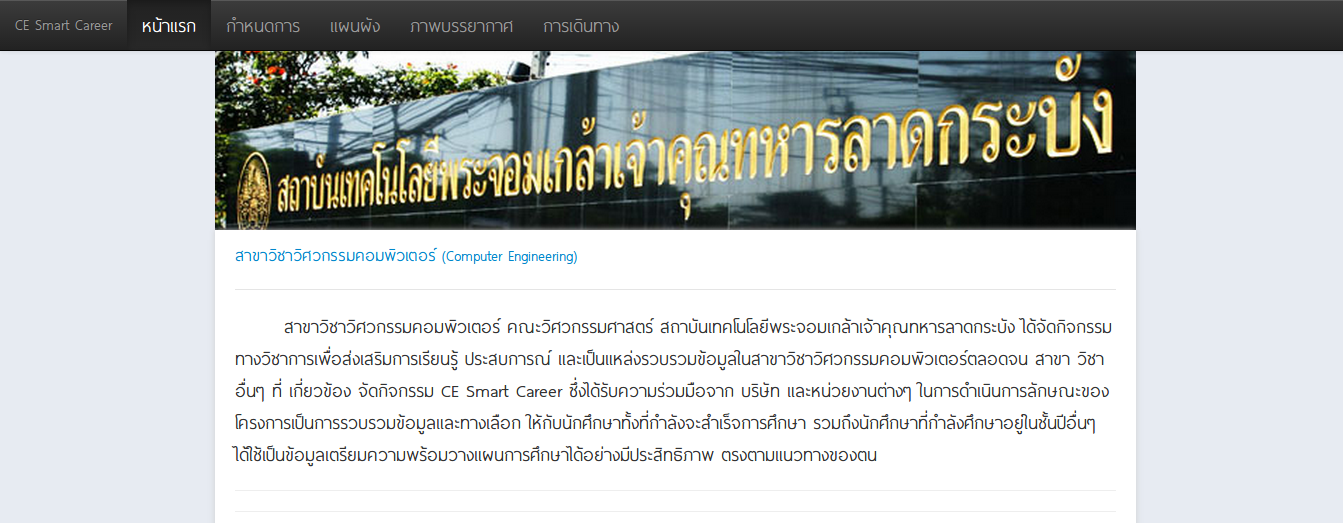 CE Smart Career หน้าแรก กำหนดการ แผนผัง ภาพบรรยากาศ การเดินทาง
สถาบันเทคโนโลยีพระจอมเกล้าเจ้าคุณทหารลาดกระบัง
สาขาวิชาวิศวกรรมคอมพิวเตอร์ (Computer Engineering)
สาขาวิชาวิศวกรรมคอมพิวเตอร์ คณะวิศวกรรมศาสตร์ สถาบันเทคโนโลยีพระจอมเกล้าเจ้าคุณทหารลาดกระบัง ได้จัดกิจกรรม
ทางวิชาการเพื่อส่งเสริมการเรียนรู้ ประสบการณ์ และเป็นแหล่งรวบรวมข้อมูลในสาขาวิชาวิศวกรรมคอมพิวเตอร์ตลอดจน สาขา วิชา
อื่นๆ ที่ เกี่ยวข้อง จัดกิจกรรม CE Smart Career ซึ่งได้รับความร่วมมือจาก บริษัท และหน่วยงานต่างๆ ในการดำเนินการลักษณะของ
โครงการเป็นการรวบรวมข้อมูลและทางเลือก ให้กับนักศึกษาทั้งที่กำลังจะสำเร็จการศึกษา รวมถึงนักศึกษาที่กำลังศึกษาอยู่ในชั้นปีอื่นๆ
ได้ใช้เป็นข้อมูลเตรียมความพร้อมวางแผนการศึกษาได้อย่างมีประสิทธิภาพ ตรงตามแนวทางของตน